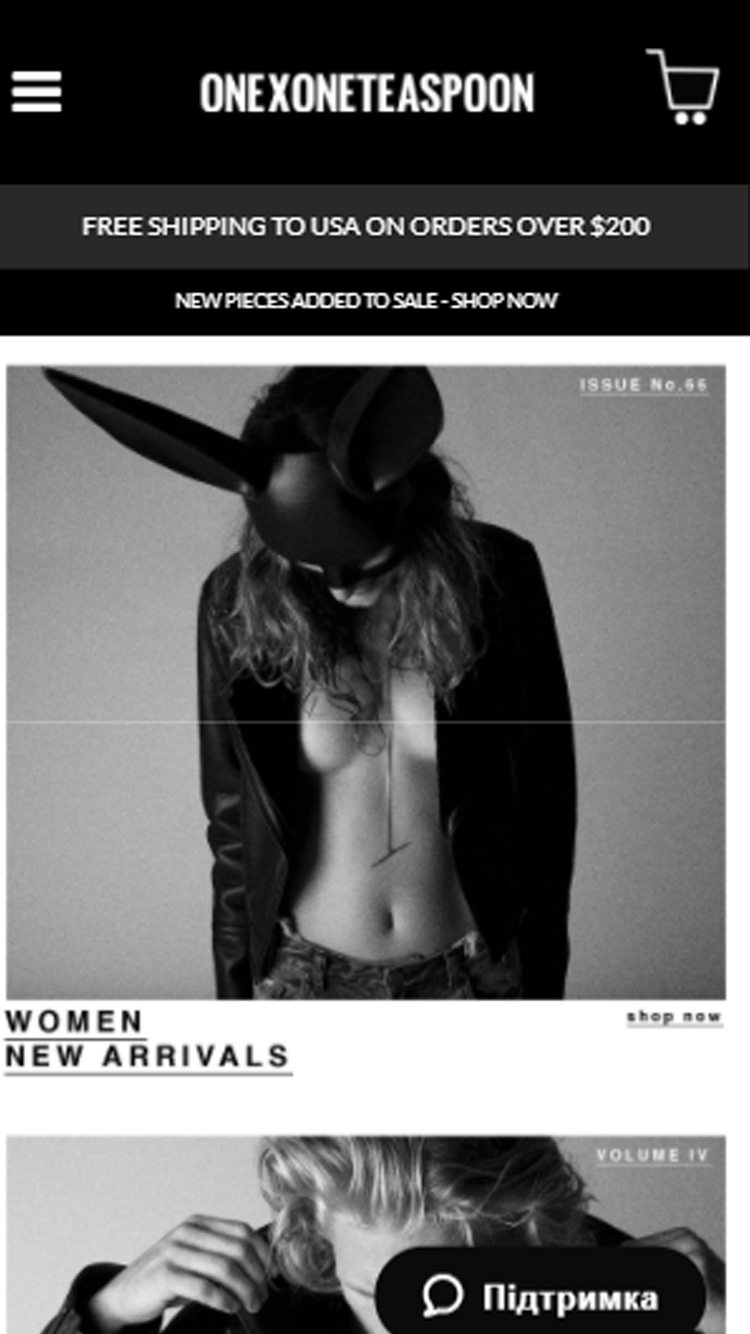 ONEXONETEASPOON
FREE SHIPPING TO USA ON ORDERS OVER $200
NEW PIECES ADDED TO SALE - SHOP NOW
ISSUE No.66
WOMEN
NEW ARRIVALS
shop now
VOLUME IV
Підтримка